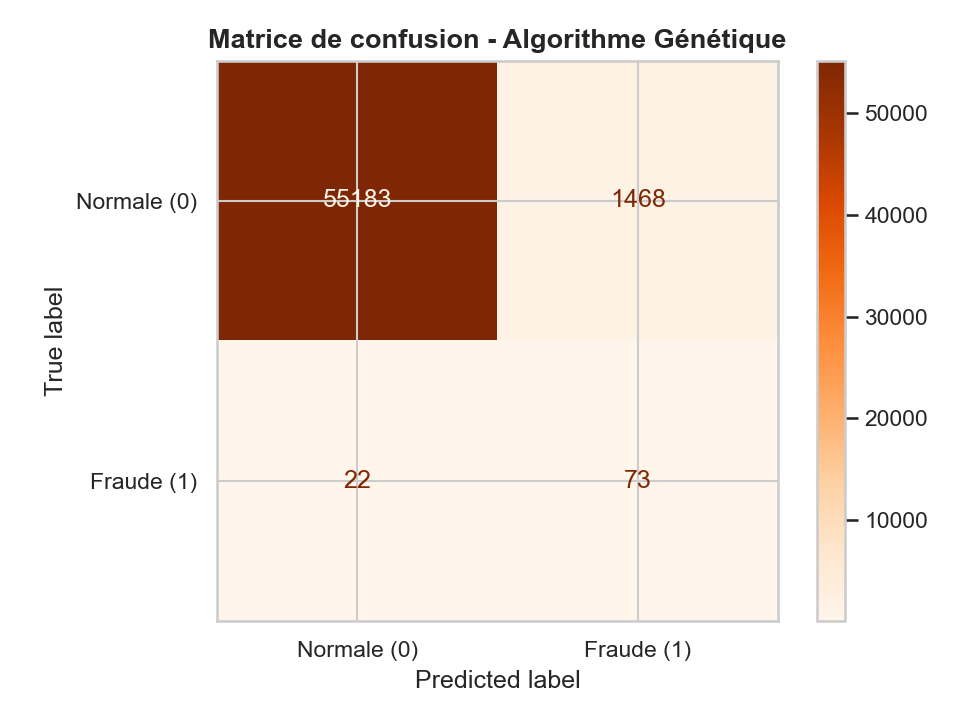 Matrice de confusion - Algorithme Génétique
50000
Normale (0)
55183
1468
40000
True label
30000
20000
Fraude (1)
22
73
10000
Normale (0)
Fraude (1)
Predicted label